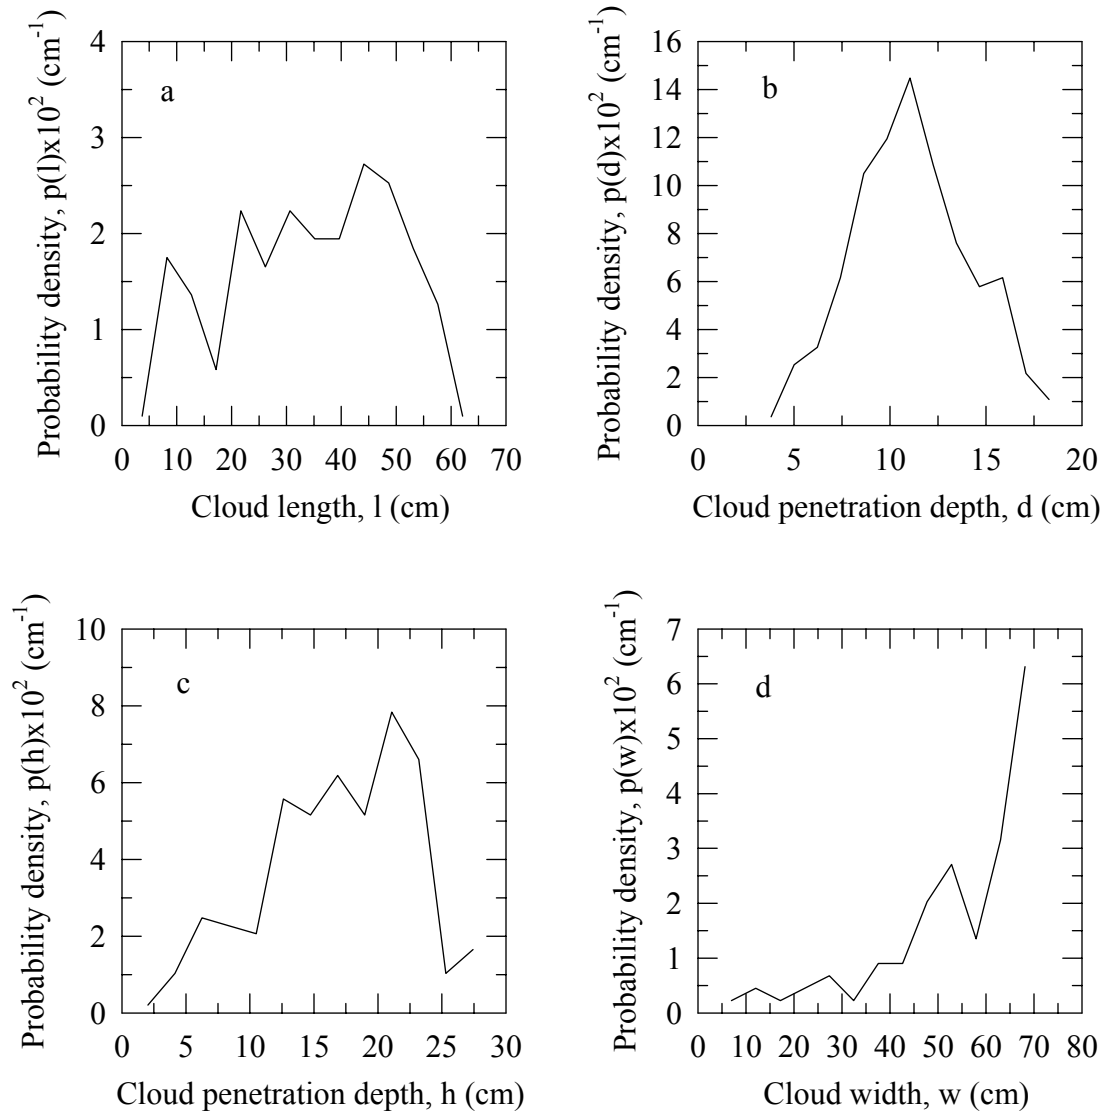 Probability density, p(l)x10² (cm⁻¹)
4
3
2
1
0
a
0 10 20 30 40 50 60 70
Cloud length, l (cm)
Probability density, p(d)x10² (cm⁻¹)
16
14
12
10
8
6
4
2
0
b
0 5 10 15 20
Cloud penetration depth, d (cm)
Probability density, p(h)x10² (cm⁻¹)
10
8
6
4
2
0
c
0 5 10 15 20 25 30
Cloud penetration depth, h (cm)
Probability density, p(w)x10² (cm⁻¹)
7
6
5
4
3
2
1
0
d
0 10 20 30 40 50 60 70 80
Cloud width, w (cm)